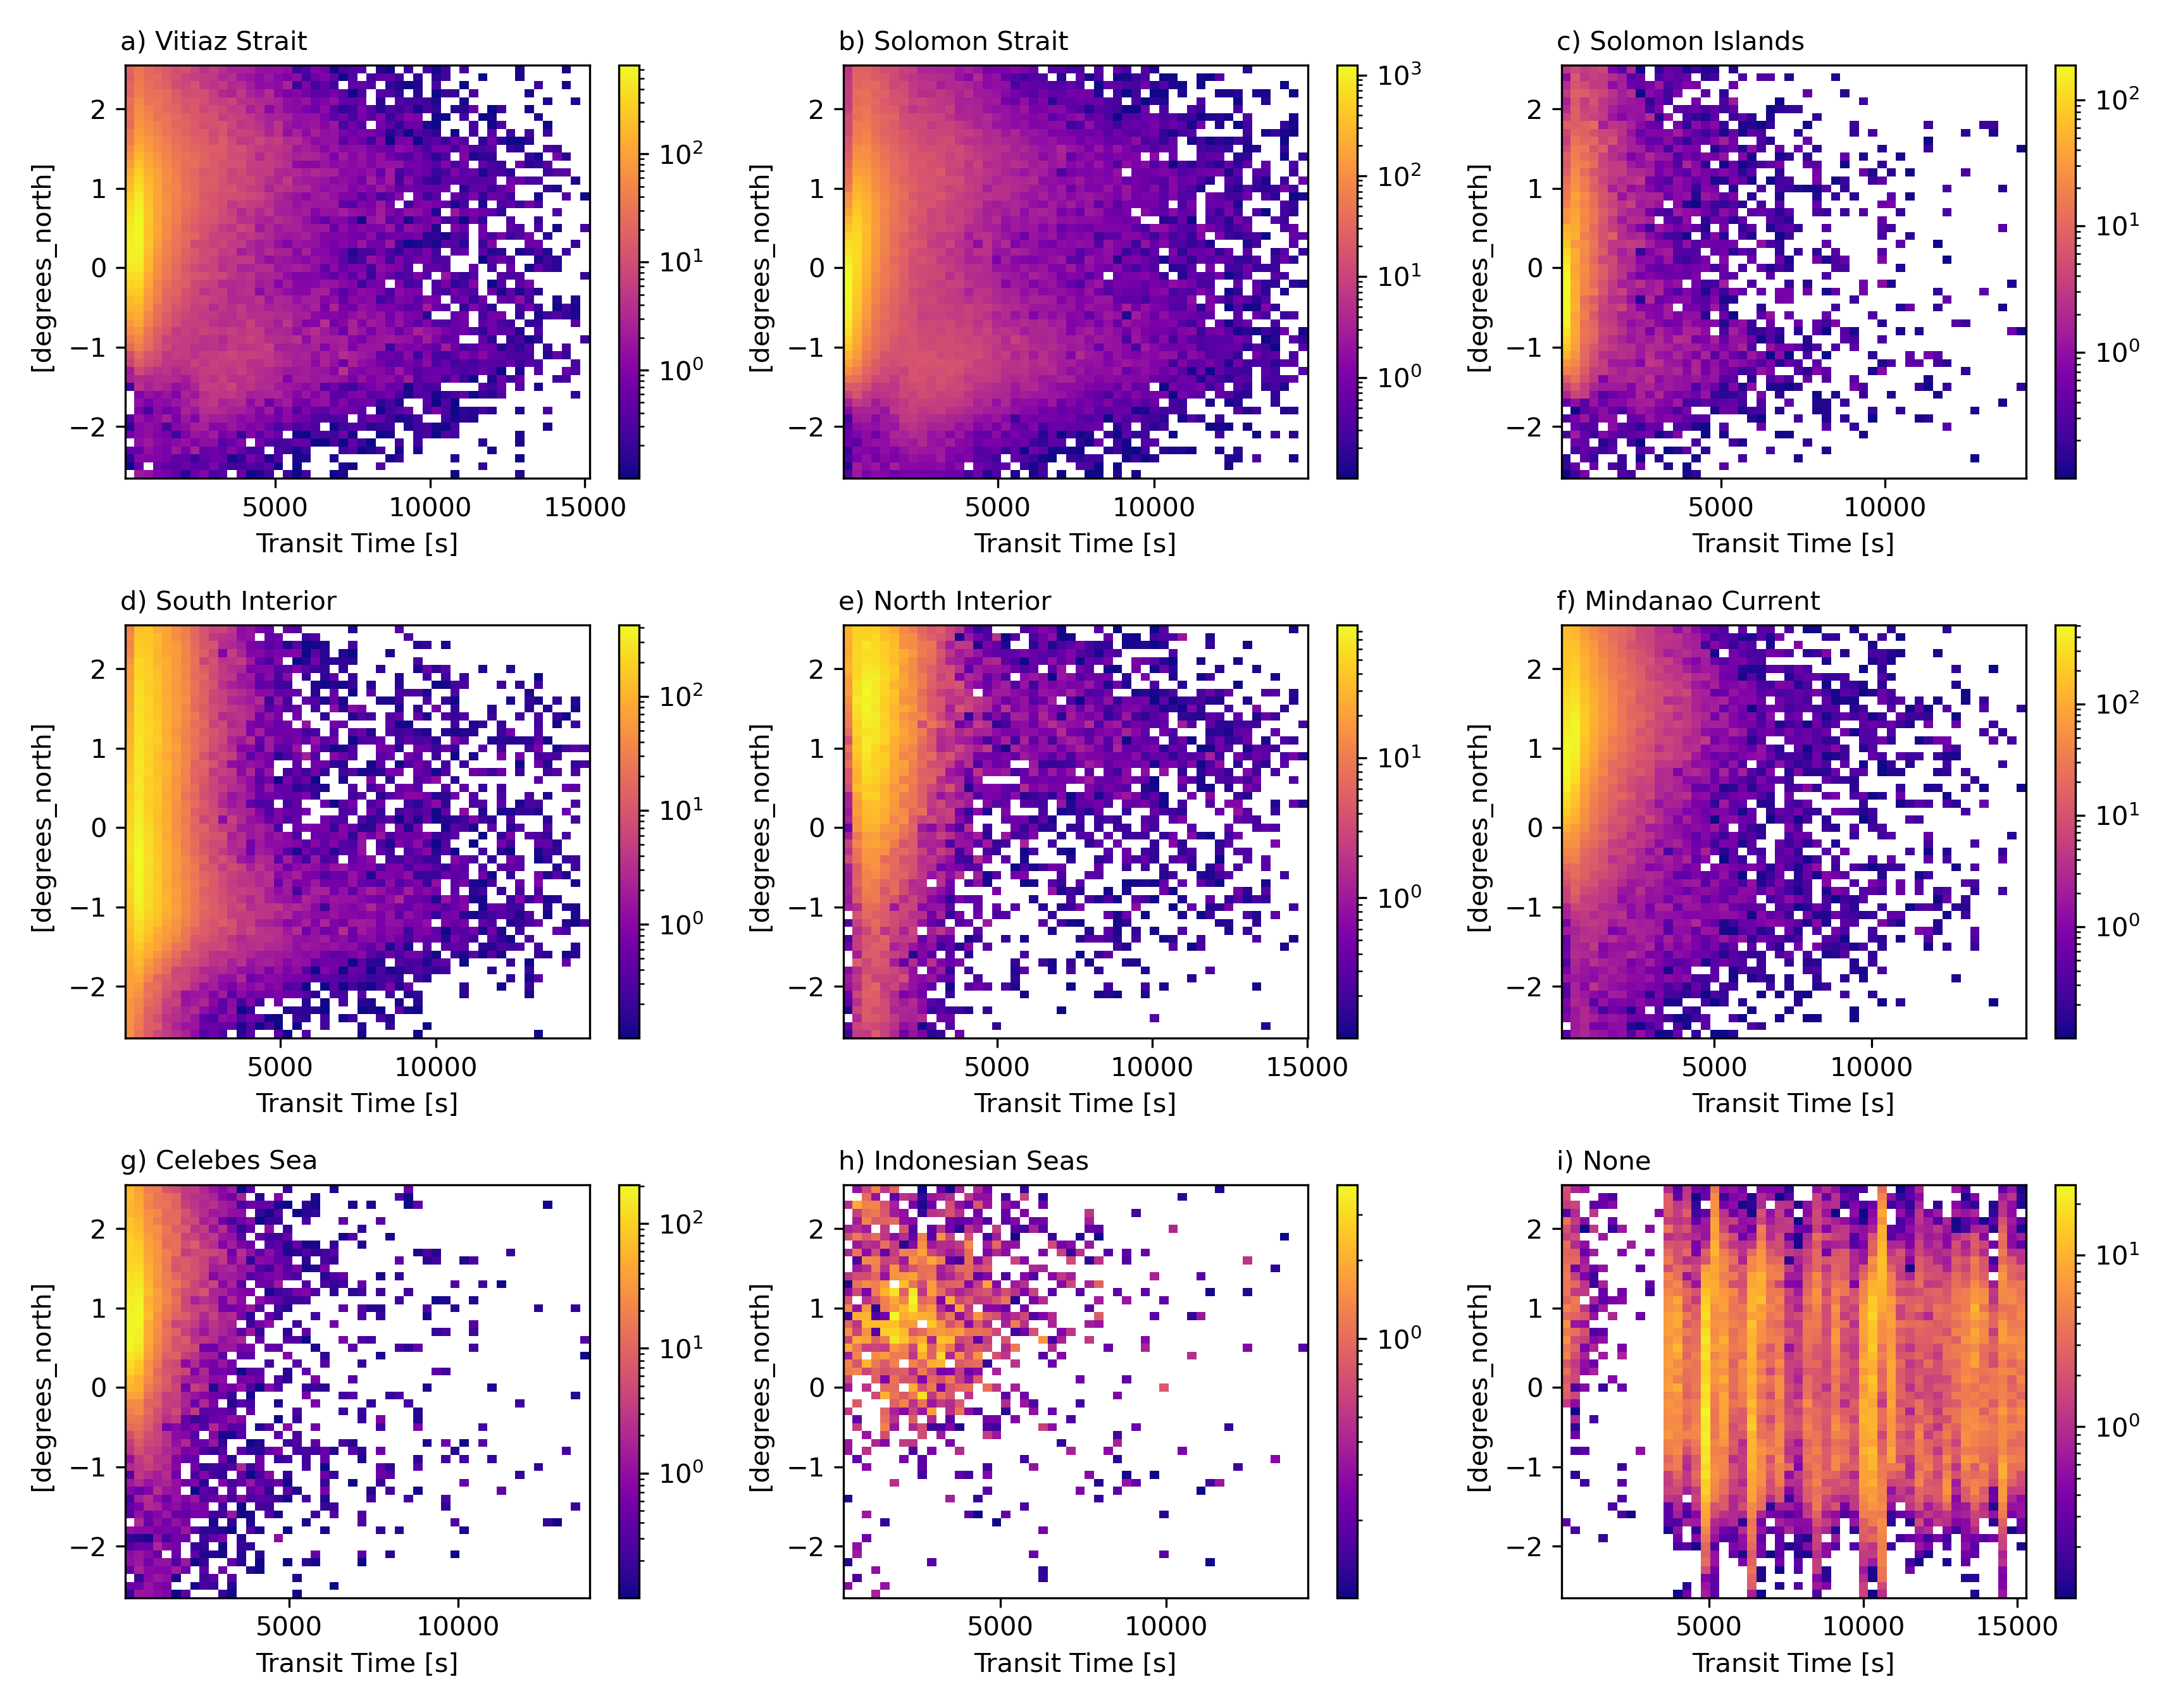 a) Vitiaz Strait
b) Solomon Strait
c) Solomon Islands
[degrees_north]
2
1
0
−1
−2
5000 10000 15000
Transit Time [s]
10²
10¹
10⁰
[degrees_north]
2
1
0
−1
−2
5000 10000
Transit Time [s]
10³
10²
10¹
10⁰
[degrees_north]
2
1
0
−1
−2
5000 10000
Transit Time [s]
10²
10¹
10⁰
d) South Interior
e) North Interior
f) Mindanao Current
[degrees_north]
2
1
0
−1
−2
5000 10000
Transit Time [s]
10²
10¹
10⁰
[degrees_north]
2
1
0
−1
−2
5000 10000 15000
Transit Time [s]
10¹
10⁰
[degrees_north]
2
1
0
−1
−2
5000 10000
Transit Time [s]
10²
10¹
10⁰
g) Celebes Sea
h) Indonesian Seas
i) None
[degrees_north]
2
1
0
−1
−2
5000 10000
Transit Time [s]
10²
10¹
10⁰
[degrees_north]
2
1
0
−1
−2
5000 10000
Transit Time [s]
10⁰
[degrees_north]
2
1
0
−1
−2
5000 10000 15000
Transit Time [s]
10¹
10⁰